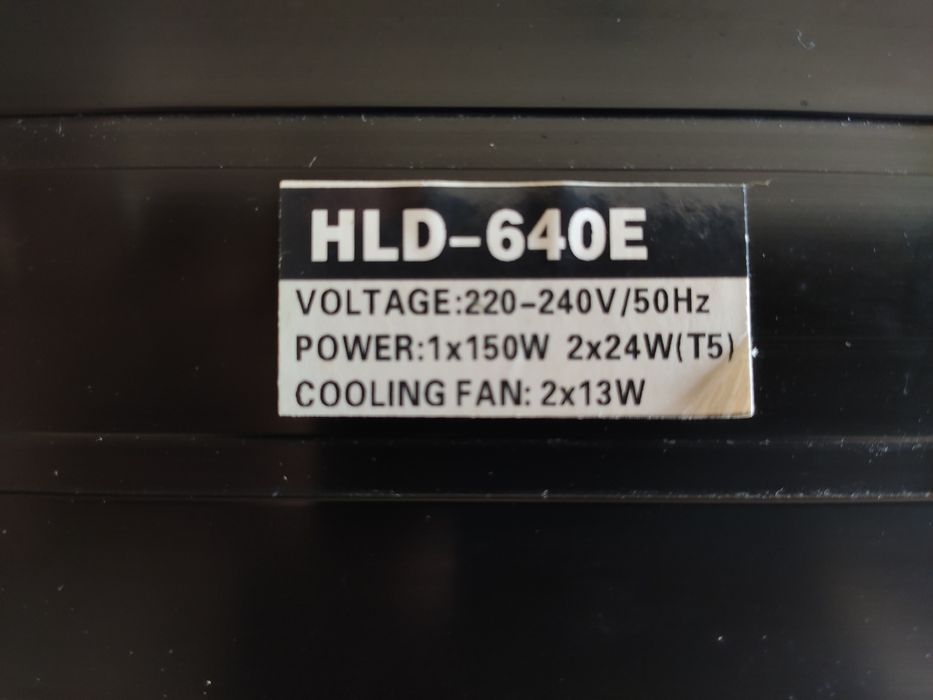 HLD-640E
VOLTAGE:220-240V/50Hz
POWER:1x150W 2x24W(T5)
COOLING FAN: 2x13W